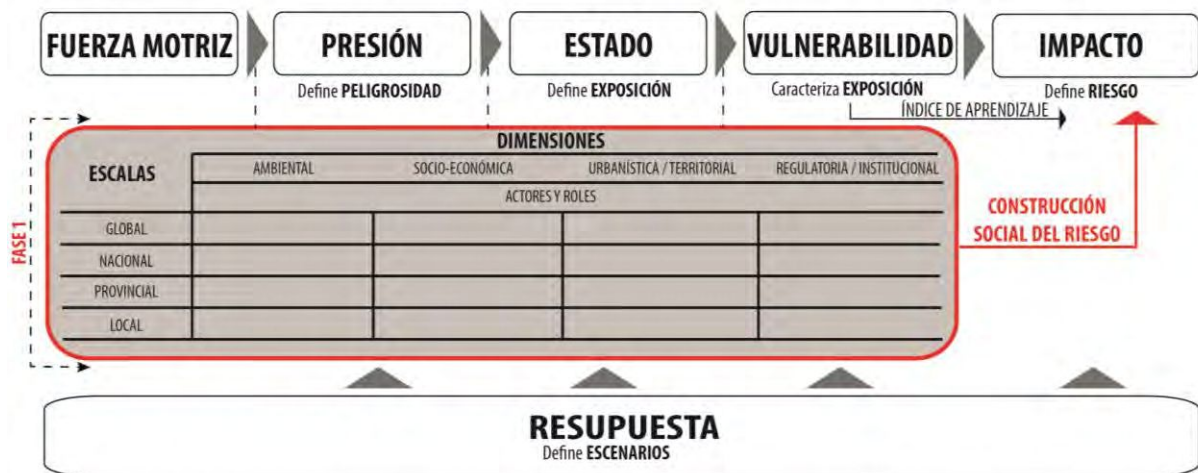 FUERZA MOTRIZ
PRESIÓN
ESTADO
VULNERABILIDAD
IMPACTO
Define PELIGROSIDAD
Define EXPOSICIÓN
Caracteriza EXPOSICIÓN
Define RIESGO
ÍNDICE DE APRENDIZAJE
FASE 1
ESCALAS
DIMENSIONES
AMBIENTAL
SOCIO-ECONÓMICA
URBANÍSTICA / TERRITORIAL
REGULATORIA / INSTITUCIONAL
ACTORES Y ROLES
GLOBAL
NACIONAL
PROVINCIAL
LOCAL
CONSTRUCCIÓN
SOCIAL DEL RIESGO
RESUPUESTA
Define ESCENARIOS